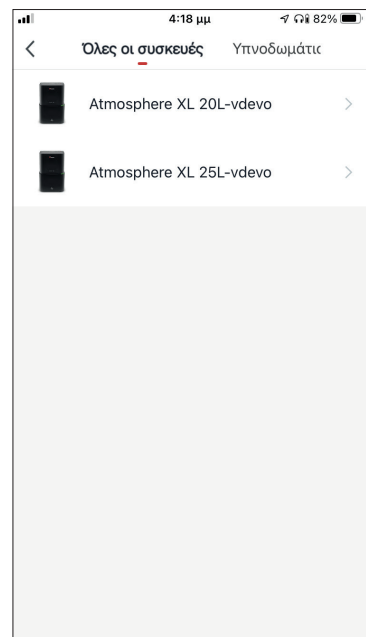 4:18 μμ 82%
Όλες οι συσκευές Υπνοδωμάτιο
Atmosphere XL 20L-vdevo
Atmosphere XL 25L-vdevo